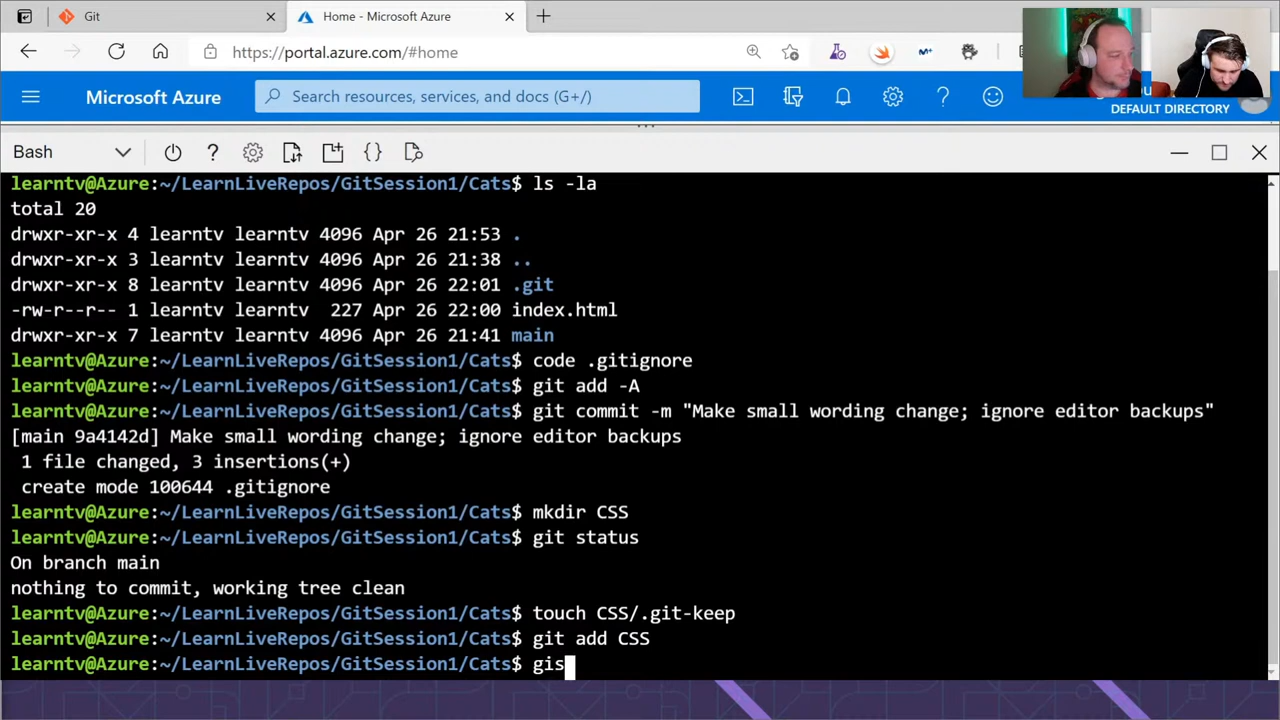 Git
Home - Microsoft Azure
https://portal.azure.com/#home
Microsoft Azure
Search resources, services, and docs (G+/)
DEFAULT DIRECTORY
Bash
learntv@Azure:~/LearnLiveRepos/GitSession1/Cats$ ls -la
total 20
drwxr-xr-x 4 learntv learntv 4096 Apr 26 21:53 .
drwxr-xr-x 3 learntv learntv 4096 Apr 26 21:38 ..
drwxr-xr-x 8 learntv learntv 4096 Apr 26 22:01 .git
-rw-r--r-- 1 learntv learntv  227 Apr 26 22:00 index.html
drwxr-xr-x 7 learntv learntv 4096 Apr 26 21:41 main
learntv@Azure:~/LearnLiveRepos/GitSession1/Cats$ code .gitignore
learntv@Azure:~/LearnLiveRepos/GitSession1/Cats$ git add -A
learntv@Azure:~/LearnLiveRepos/GitSession1/Cats$ git commit -m "Make small wording change; ignore editor backups"
[main 9a4142d] Make small wording change; ignore editor backups
 1 file changed, 3 insertions(+)
 create mode 100644 .gitignore
learntv@Azure:~/LearnLiveRepos/GitSession1/Cats$ mkdir CSS
learntv@Azure:~/LearnLiveRepos/GitSession1/Cats$ git status
On branch main
nothing to commit, working tree clean
learntv@Azure:~/LearnLiveRepos/GitSession1/Cats$ touch CSS/.git-keep
learntv@Azure:~/LearnLiveRepos/GitSession1/Cats$ git add CSS
learntv@Azure:~/LearnLiveRepos/GitSession1/Cats$ gis